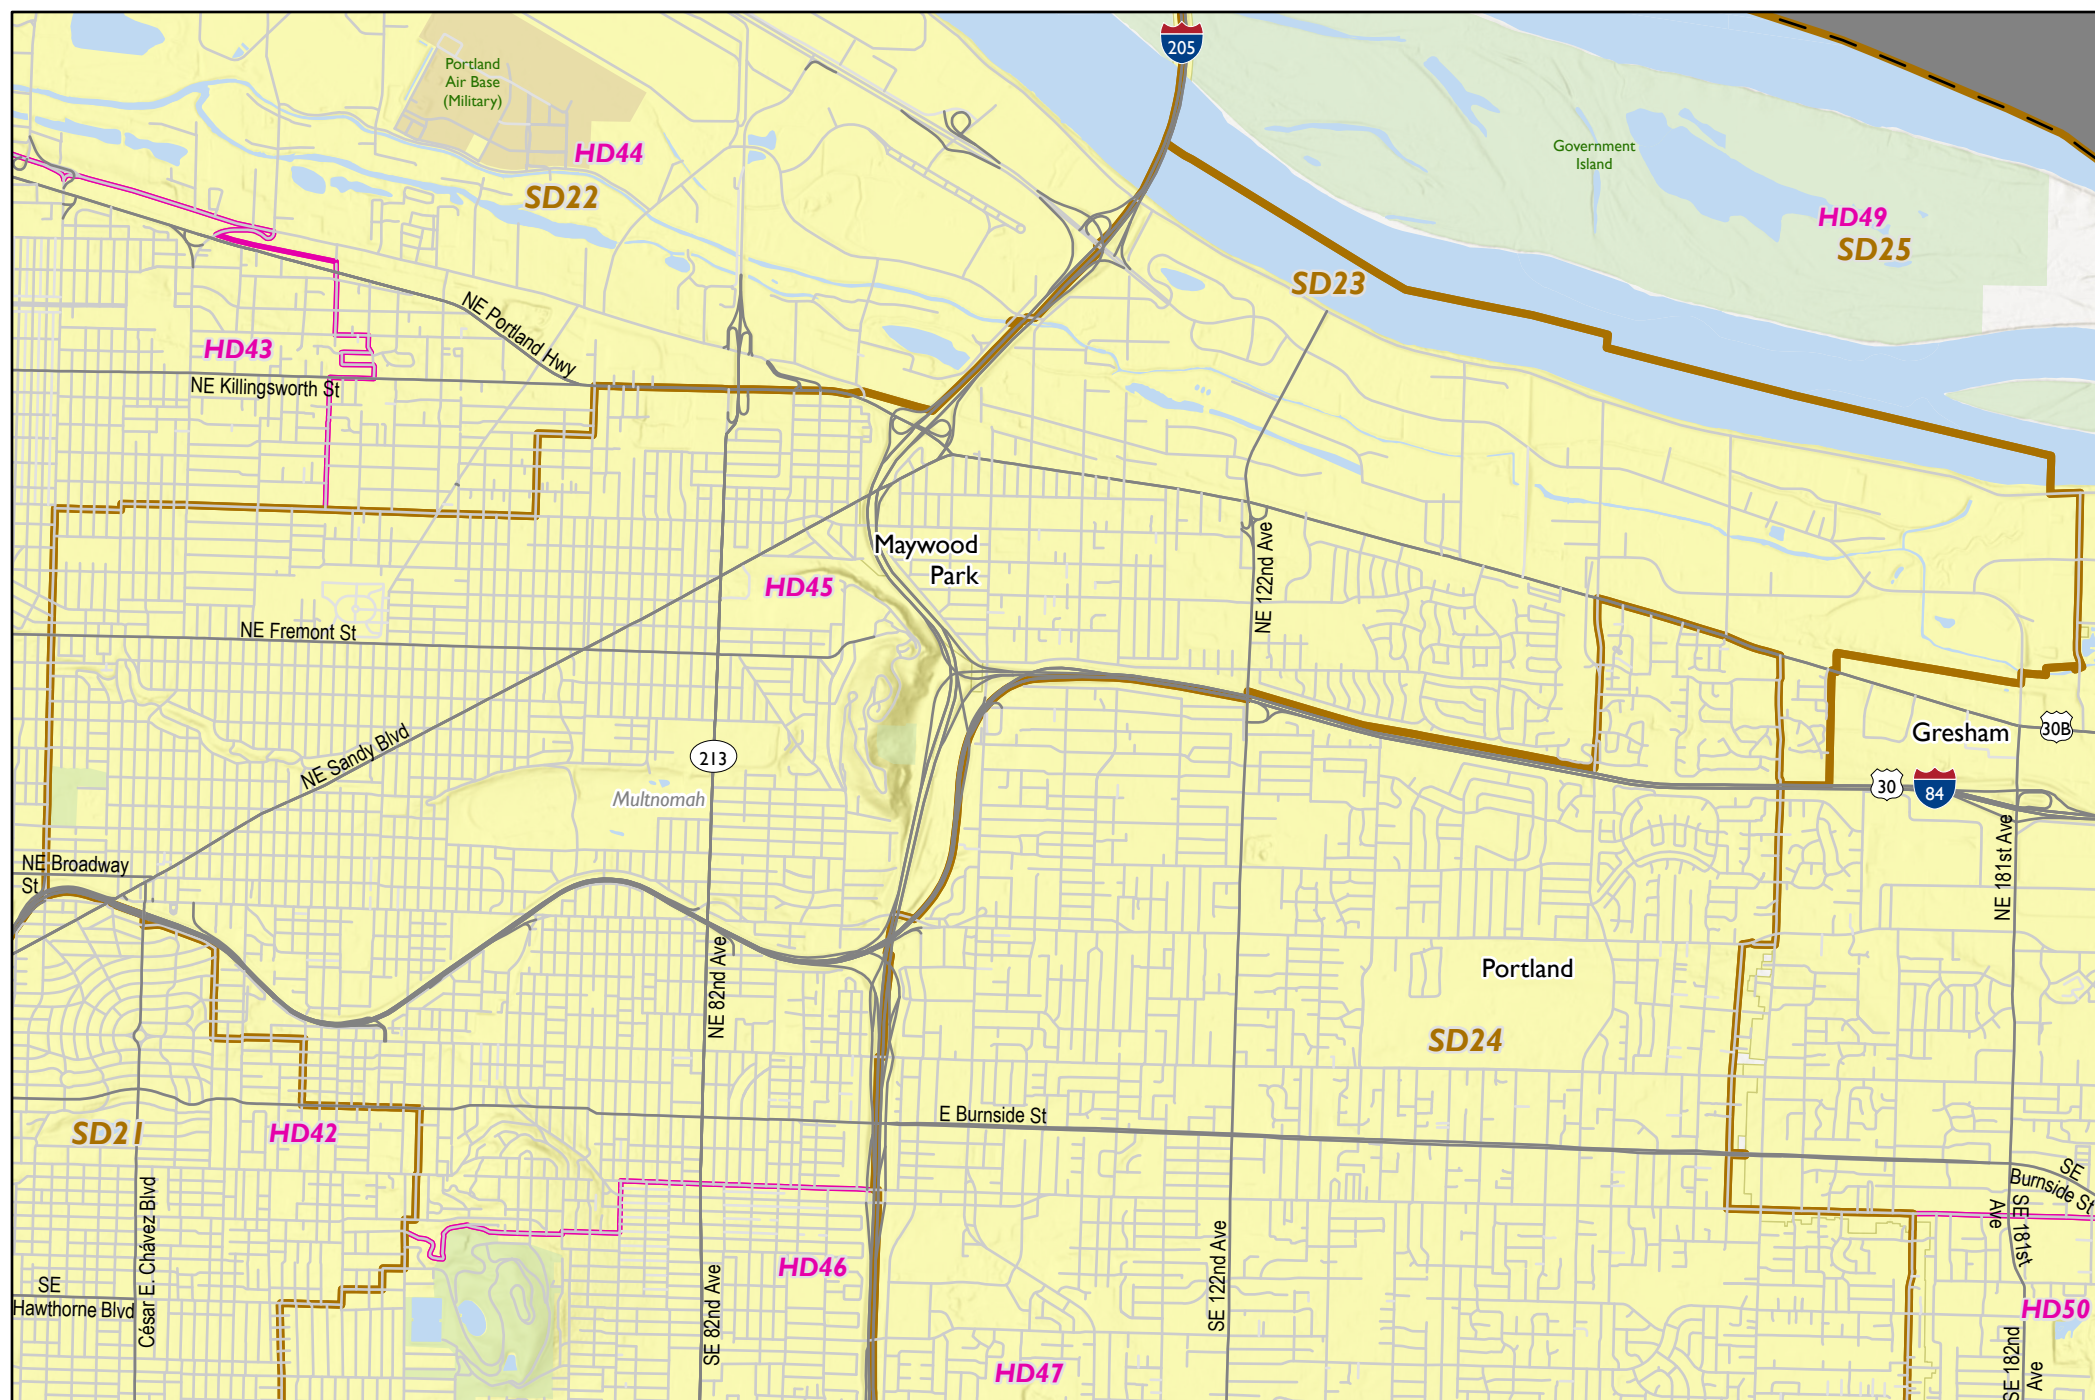 205
Portland
Air Base
(Military)
HD44
SD22
Government
Island
HD49
SD25
SD23
NE Portland Hwy
HD43
NE Killingsworth St
Maywood
Park
HD45
NE 122nd Ave
NE Fremont St
NE Sandy Blvd
213
Multnomah
Gresham
30B
30
84
NE Broadway
St
NE 181st Ave
NE 82nd Ave
Portland
SD24
E Burnside St
SD21
HD42
SE
Burnside St
SE 181st
Ave
César E. Chávez Blvd
SE 122nd Ave
SE 82nd Ave
HD46
SE
Hawthorne Blvd
HD50
HD47
SE 182nd
Ave